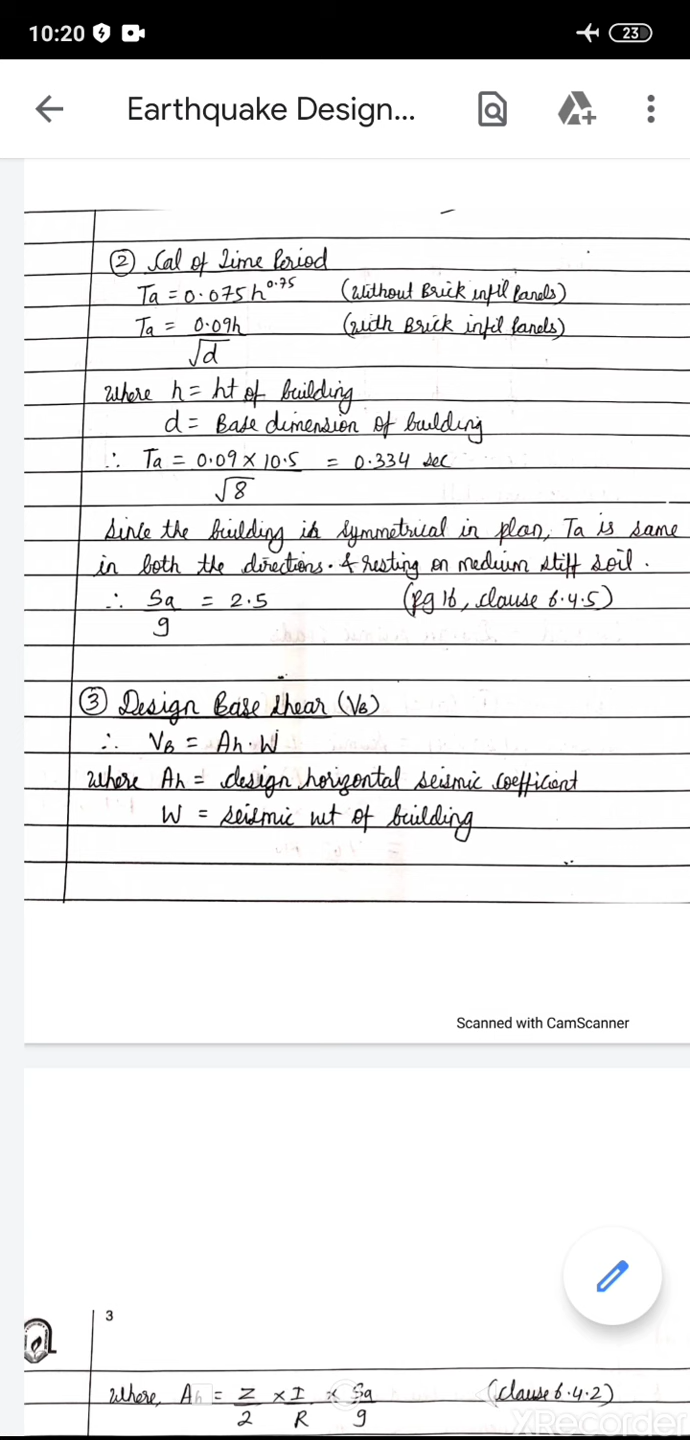 10:20 23
Earthquake Design...
② Cal of Time Period
Ta = 0.075 h^0.75 (Without Brick infil Panels)
Ta = 0.09h / √d (with Brick infil Panels)
where h = ht of building
d = Base dimension of building
∴ Ta = 0.09 × 10.5 / √8 = 0.334 sec
Since the building is symmetrical in plan, Ta is same
in both the directions. & resting on medium stiff soil.
∴ Sa/g = 2.5 (Pg 16, clause 6.4.5)
③ Design Base Shear (VB)
∴ VB = Ah.W
where Ah = design horizontal seismic coefficient
W = seismic wt of building
Scanned with CamScanner
3
where, Ah = Z/2 × I/R × Sa/g (clause 6.4.2)
XRecorder